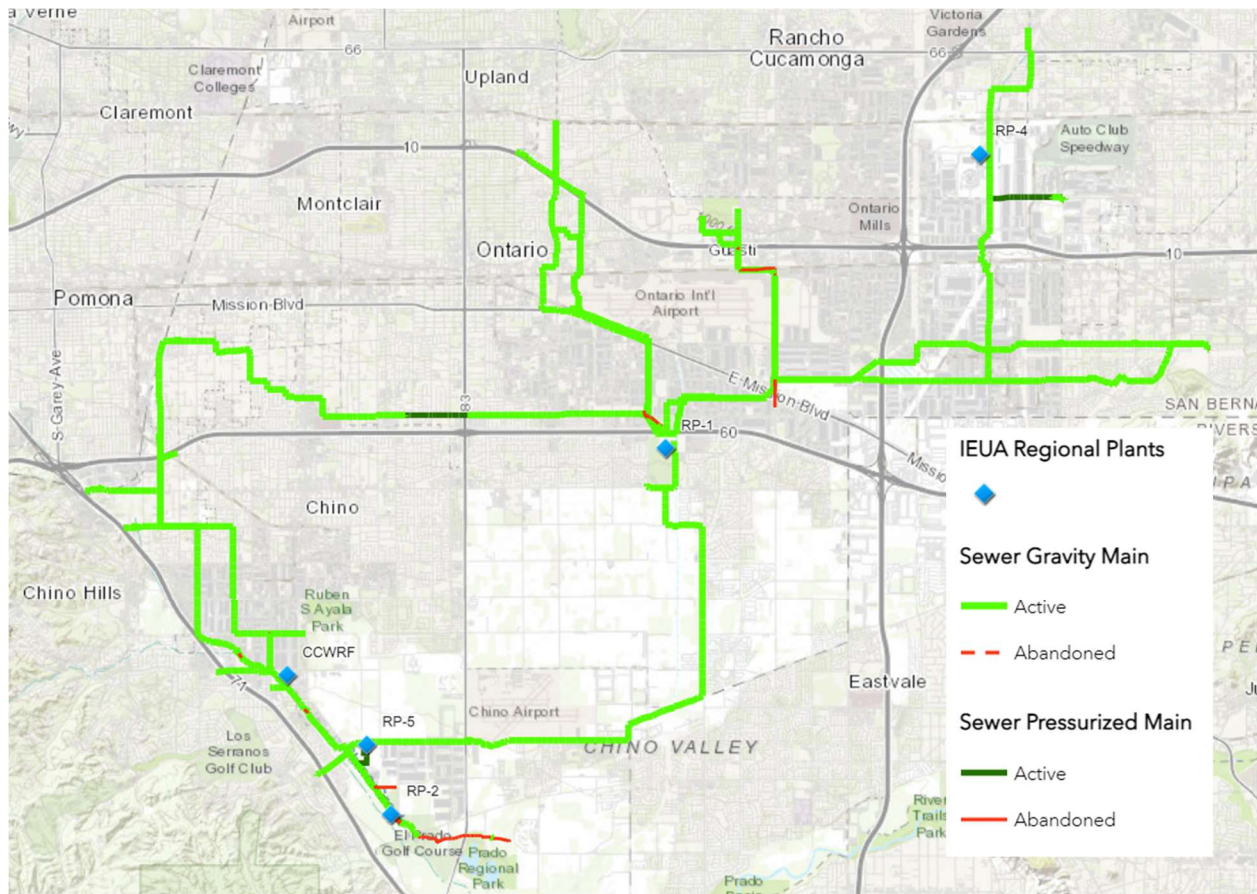 a Verne
Airport
Victoria
Gardens
66
Rancho
Cucamonga
66
Claremont
Colleges
Upland
Claremont
10
RP-4
Auto Club
Speedway
Montclair
Ontario
Mills
Ontario
Guasti
10
Pomona
Mission-Blvd
Ontario Int'l
Airport
S-Garey-Ave
E-Mission-Blvd
83
SAN BERNA
RIVERS
RP-1
60
IEUA Regional Plants
Chino
Sewer Gravity Main
Active
Abandoned
Chino Hills
Ruben
S Ayala
Park
CCWRF
71
Eastvale
Sewer Pressurized Main
Active
Abandoned
RP-5
Chino Airport
CHINO VALLEY
Los
Serranos
Golf Club
RP-2
El Prado
Golf Course
Prado
Regional
Park
River
Trails
Park
Prado